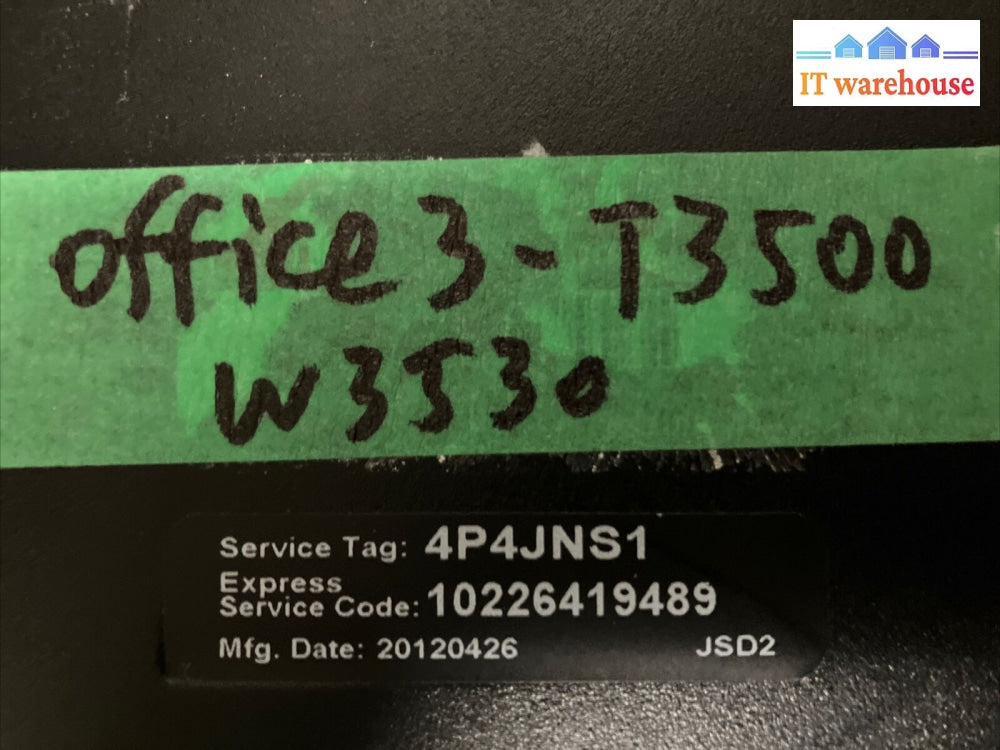 IT warehouse
office 3 - T3500
W3530
Service Tag: 4P4JNS1
Express
Service Code: 10226419489
Mfg. Date: 20120426 JSD2